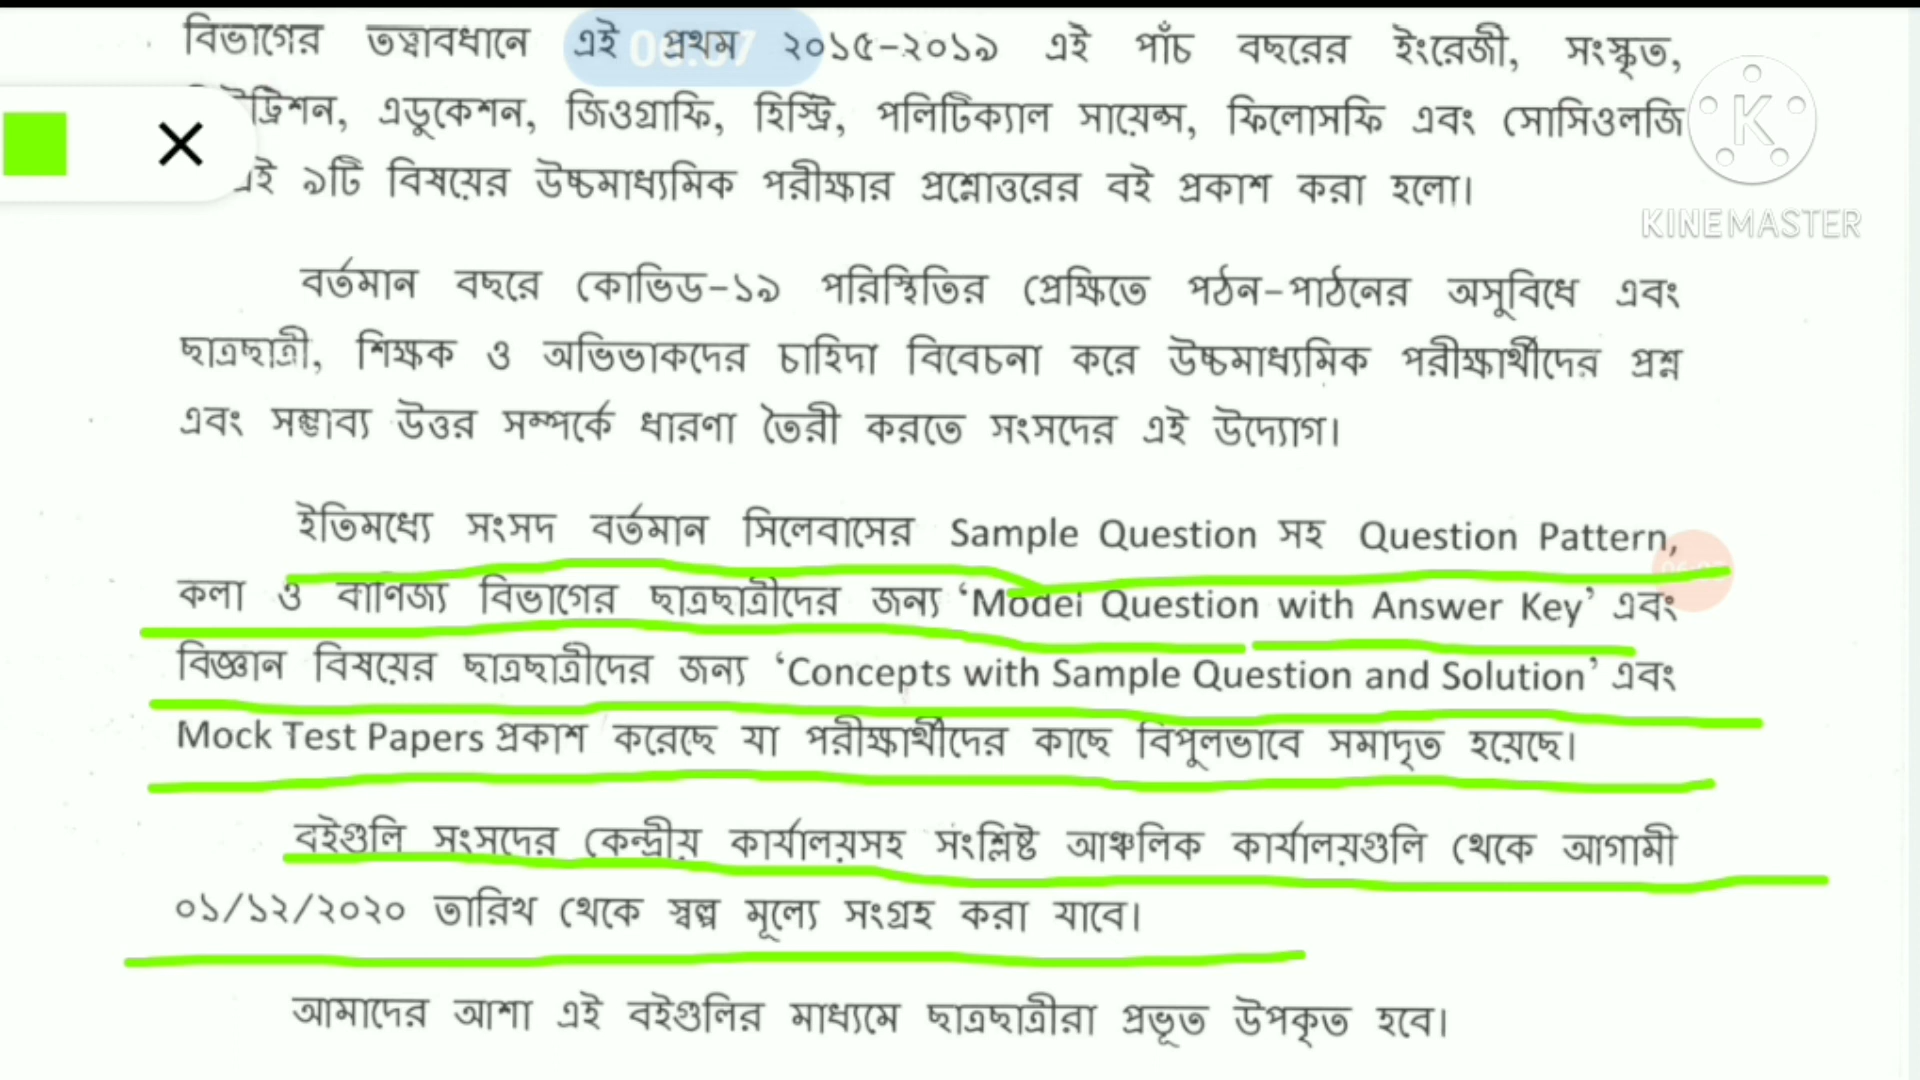 বিভাগের তত্ত্বাবধানে এই প্রথম ২০১৫-২০১৯ এই পাঁচ বছরের ইংরেজী, সংস্কৃত,
এডুকেশন, জিওগ্রাফি, হিস্ট্রি, পলিটিক্যাল সায়েন্স, ফিলোসফি এবং সোসিওলজি
এই ৯টি বিষয়ের উচ্চমাধ্যমিক পরীক্ষার প্রশ্নোত্তরের বই প্রকাশ করা হলো।
KINEMASTER
বর্তমান বছরে কোভিড-১৯ পরিস্থিতির প্রেক্ষিতে পঠন-পাঠনের অসুবিধে এবং
ছাত্রছাত্রী, শিক্ষক ও অভিভাকদের চাহিদা বিবেচনা করে উচ্চমাধ্যমিক পরীক্ষার্থীদের প্রশ্ন
এবং সম্ভাব্য উত্তর সম্পর্কে ধারণা তৈরী করতে সংসদের এই উদ্যোগ।
ইতিমধ্যে সংসদ বর্তমান সিলেবাসের Sample Question সহ Question Pattern,
কলা ও বাণিজ্য বিভাগের ছাত্রছাত্রীদের জন্য ‘Model Question with Answer Key’ এবং
বিজ্ঞান বিষয়ের ছাত্রছাত্রীদের জন্য ‘Concepts with Sample Question and Solution’ এবং
Mock Test Papers প্রকাশ করেছে যা পরীক্ষার্থীদের কাছে বিপুলভাবে সমাদৃত হয়েছে।
বইগুলি সংসদের কেন্দ্রীয় কার্যালয়সহ সংশ্লিষ্ট আঞ্চলিক কার্যালয়গুলি থেকে আগামী
০১/১২/২০২০ তারিখ থেকে স্বল্প মূল্যে সংগ্রহ করা যাবে।
আমাদের আশা এই বইগুলির মাধ্যমে ছাত্রছাত্রীরা প্রভূত উপকৃত হবে।